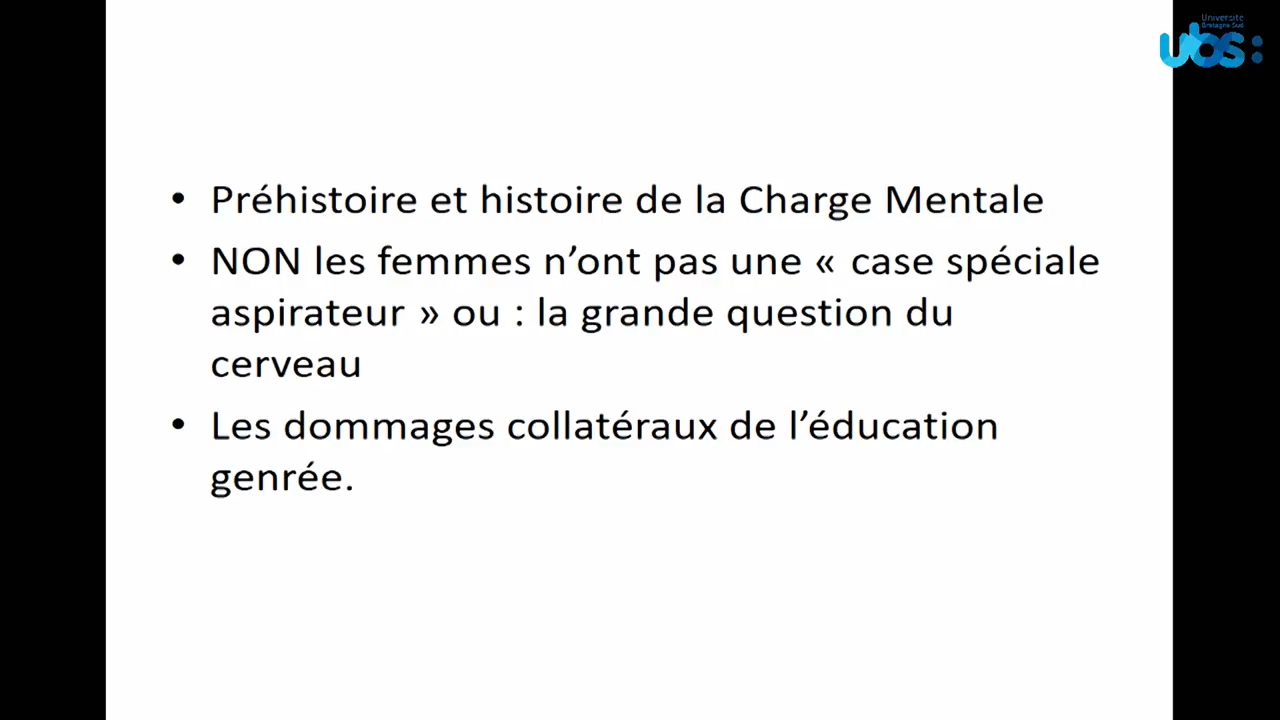 Université
Bretagne Sud
ubs:
• Préhistoire et histoire de la Charge Mentale
• NON les femmes n’ont pas une « case spéciale
aspirateur » ou : la grande question du
cerveau
• Les dommages collatéraux de l’éducation
genrée.